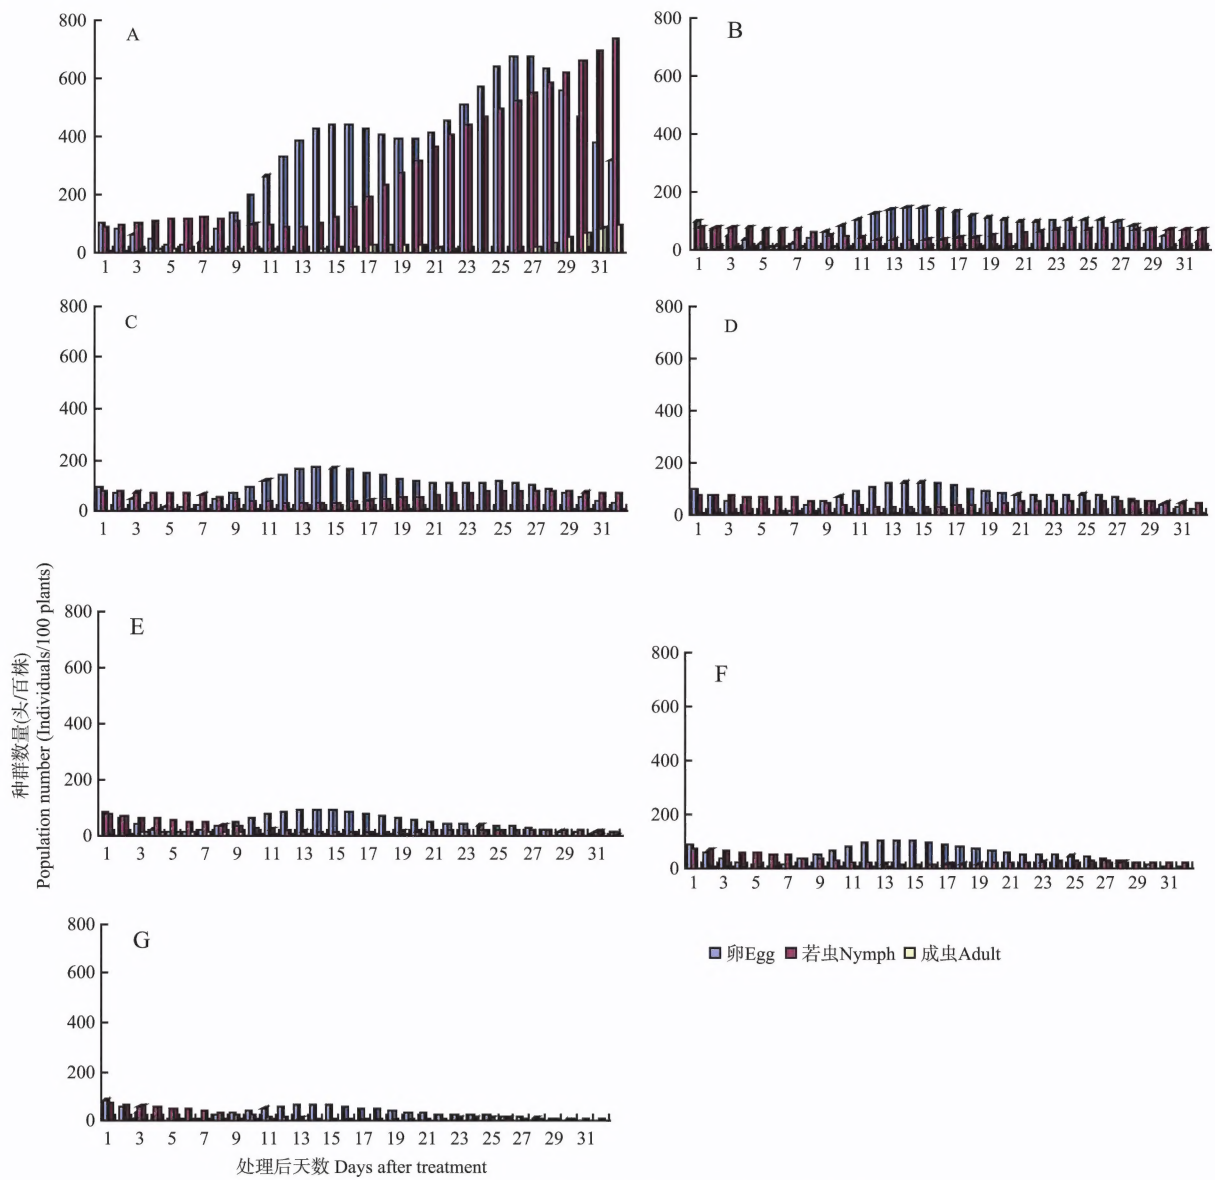 A
800
600
400
200
0
1 3 5 7 9 11 13 15 17 19 21 23 25 27 29 31
B
800
600
400
200
0
1 3 5 7 9 11 13 15 17 19 21 23 25 27 29 31
C
800
600
400
200
0
1 3 5 7 9 11 13 15 17 19 21 23 25 27 29 31
D
800
600
400
200
0
1 3 5 7 9 11 13 15 17 19 21 23 25 27 29 31
种群数量(头/百株)
Population number (Individuals/100 plants)
E
800
600
400
200
0
1 3 5 7 9 11 13 15 17 19 21 23 25 27 29 31
F
800
600
400
200
0
1 3 5 7 9 11 13 15 17 19 21 23 25 27 29 31
G
800
600
400
200
0
1 3 5 7 9 11 13 15 17 19 21 23 25 27 29 31
卵Egg 若虫Nymph 成虫Adult
处理后天数 Days after treatment